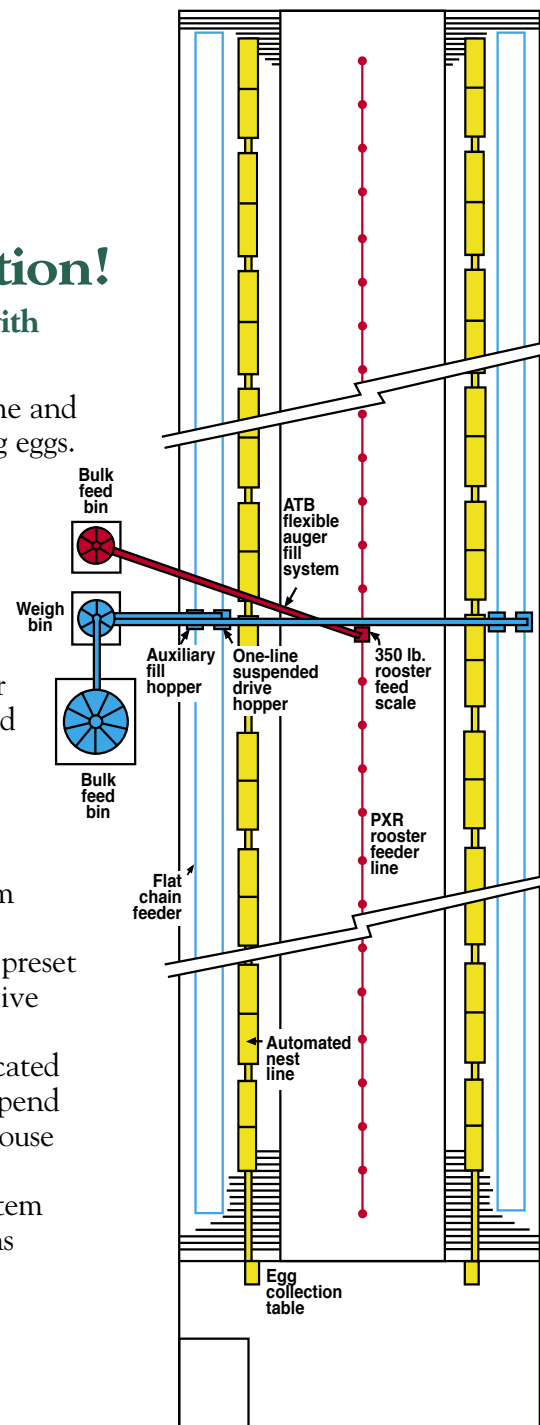 tion!
with
ne and
g eggs.
Bulk
feed
bin
ATB
flexible
auger
fill
system
Weigh
bin
Auxiliary
fill
hopper
One-line
suspended
drive
hopper
350 lb.
rooster
feed
scale
r
d
Bulk
feed
bin
PXR
rooster
feeder
line
Flat
chain
feeder
m
preset
ive
Automated
nest
line
cated
pend
ouse
tem
ns
Egg
collection
table